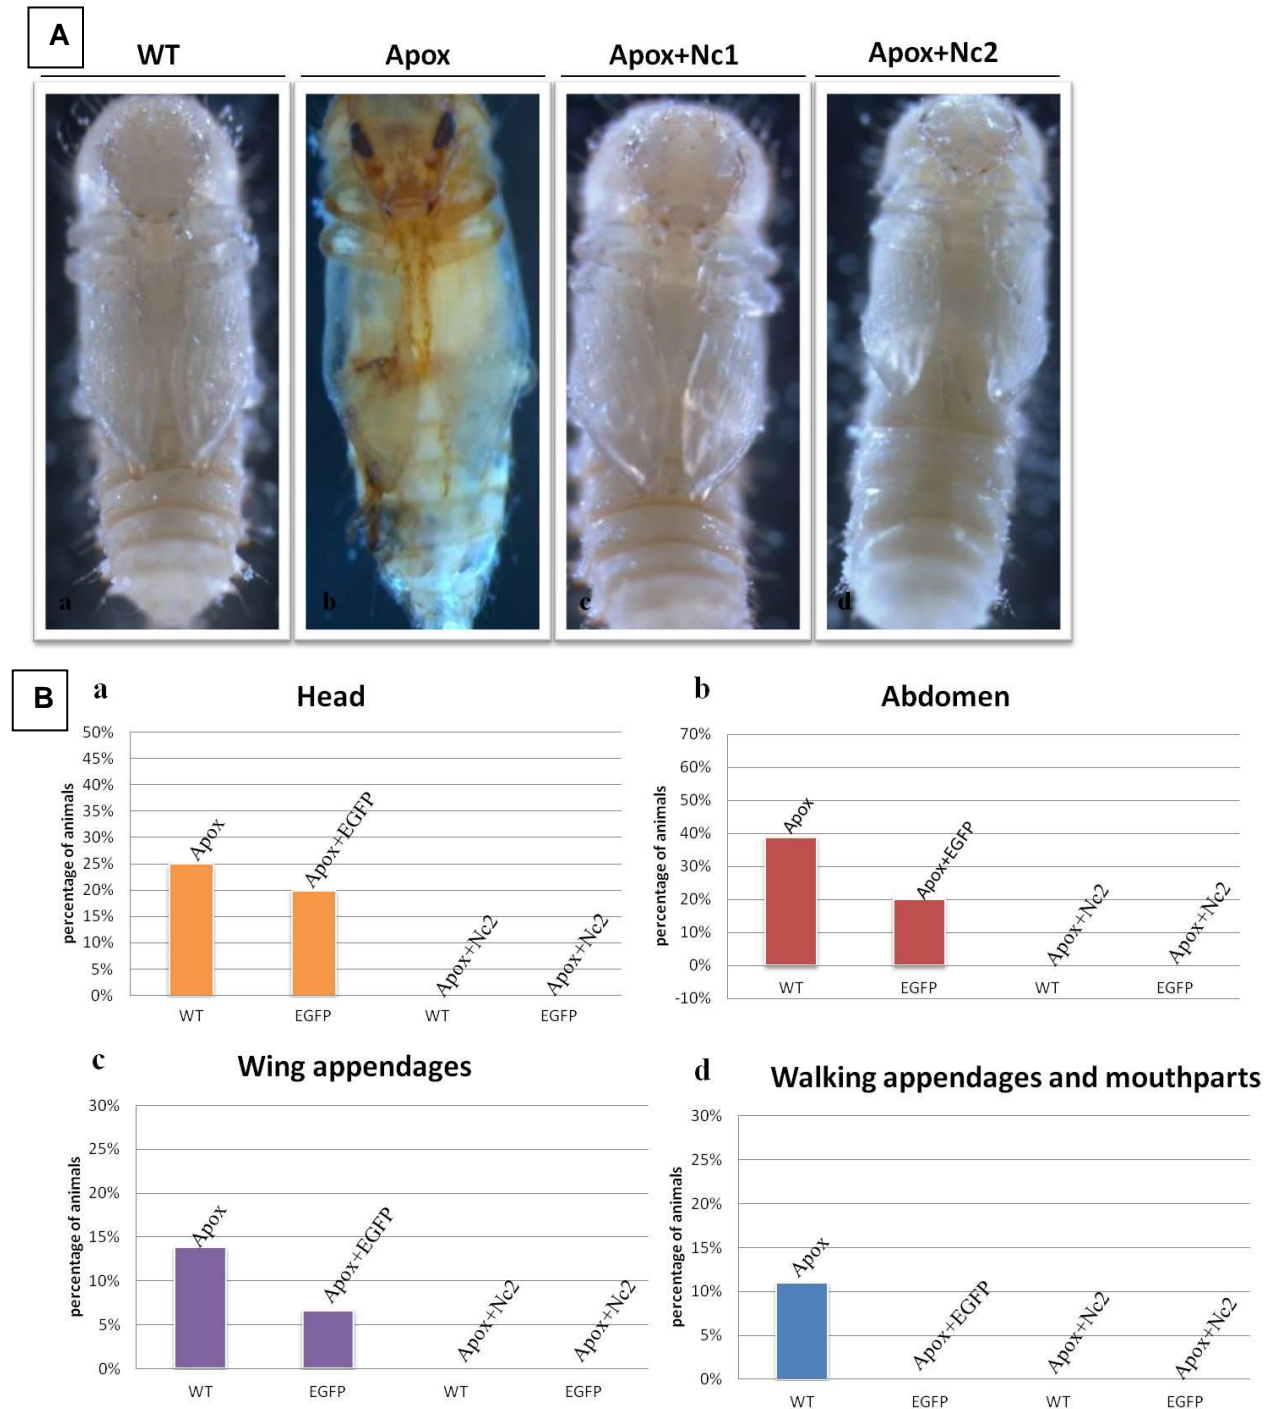 A
WT
Apox
Apox+Nc1
Apox+Nc2
a
b
c
d
B
a
Head
percentage of animals
50%
45%
40%
35%
30%
25%
20%
15%
10%
5%
0%
Apox
Apox+EGFP
Apox+Nc2
Apox+Nc2
WT
EGFP
WT
EGFP
b
Abdomen
percentage of animals
70%
60%
50%
40%
30%
20%
10%
0%
-10%
Apox
Apox+EGFP
Apox+Nc2
Apox+Nc2
WT
EGFP
WT
EGFP
c
Wing appendages
percentage of animals
30%
25%
20%
15%
10%
5%
0%
Apox
Apox+EGFP
Apox+Nc2
Apox+Nc2
WT
EGFP
WT
EGFP
d
Walking appendages and mouthparts
percentage of animals
30%
25%
20%
15%
10%
5%
0%
Apox
Apox+EGFP
Apox+Nc2
Apox+Nc2
WT
EGFP
WT
EGFP